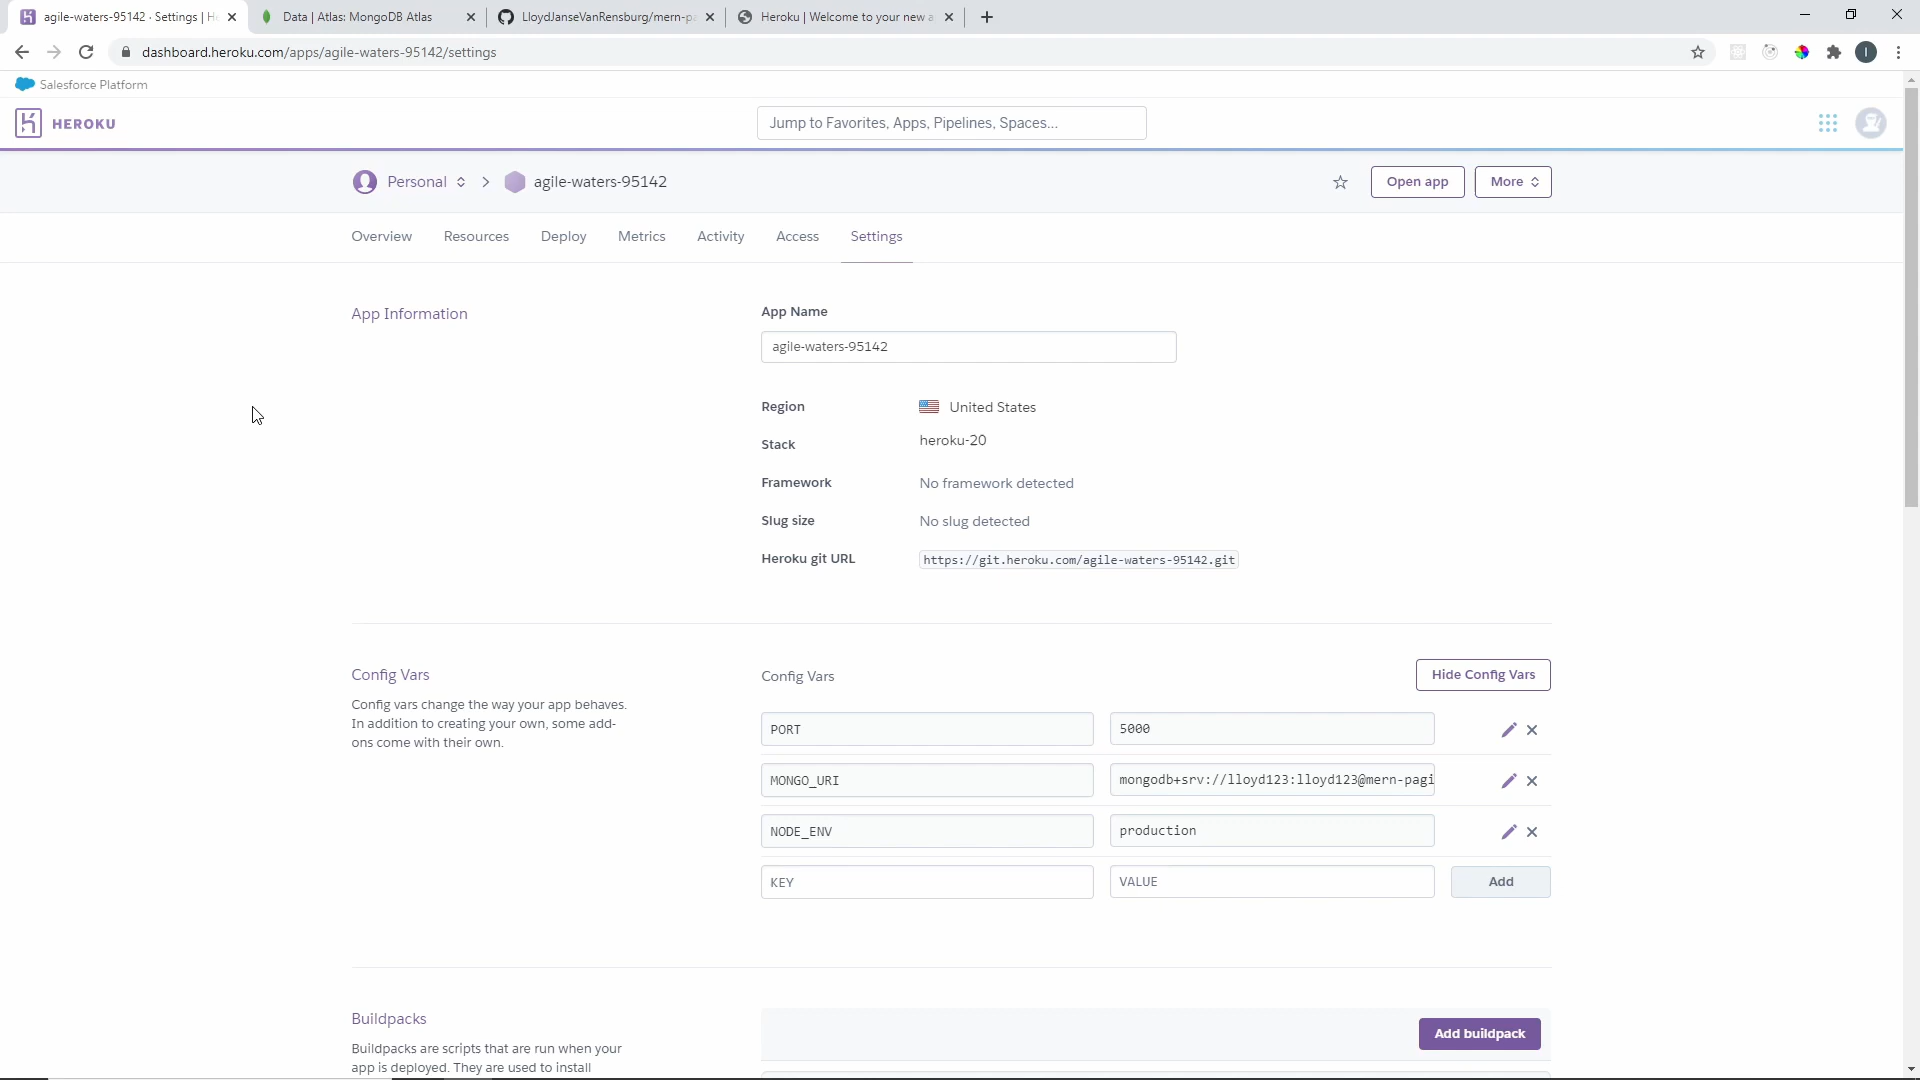 agile-waters-95142 · Settings | H
Data | Atlas: MongoDB Atlas
LloydJanseVanRensburg/mern-pa
Heroku | Welcome to your new a
dashboard.heroku.com/apps/agile-waters-95142/settings
I
Salesforce Platform
HEROKU
Jump to Favorites, Apps, Pipelines, Spaces...
Personal
agile-waters-95142
Open app
More
Overview
Resources
Deploy
Metrics
Activity
Access
Settings
App Information
App Name
agile-waters-95142
Region
United States
Stack
heroku-20
Framework
No framework detected
Slug size
No slug detected
Heroku git URL
https://git.heroku.com/agile-waters-95142.git
Config Vars
Config vars change the way your app behaves.
In addition to creating your own, some add-
ons come with their own.
Config Vars
Hide Config Vars
PORT
5000
MONGO_URI
mongodb+srv://lloyd123:lloyd123@mern-pagi
NODE_ENV
production
KEY
VALUE
Add
Buildpacks
Buildpacks are scripts that are run when your
app is deployed. They are used to install
Add buildpack